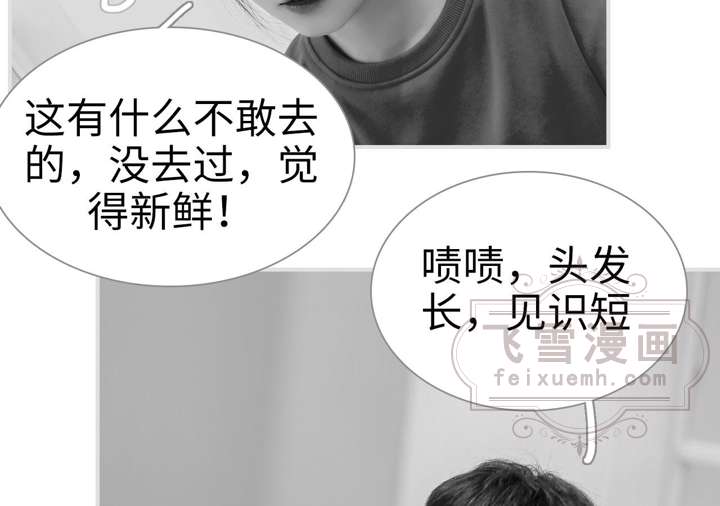 这有什么不敢去
的，没去过，觉
得新鲜！
啧啧，头发
长，见识短
飞雪漫画
feixuemh.com